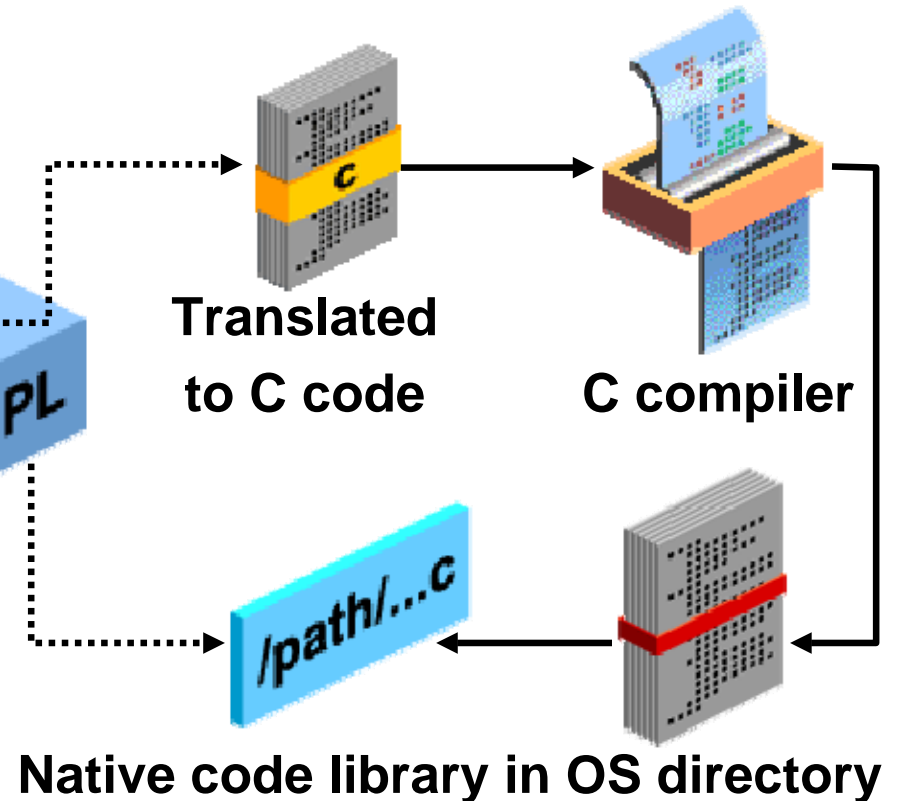 c
Translated
to C code
C compiler
PL
/path/...c
Native code library in OS directory